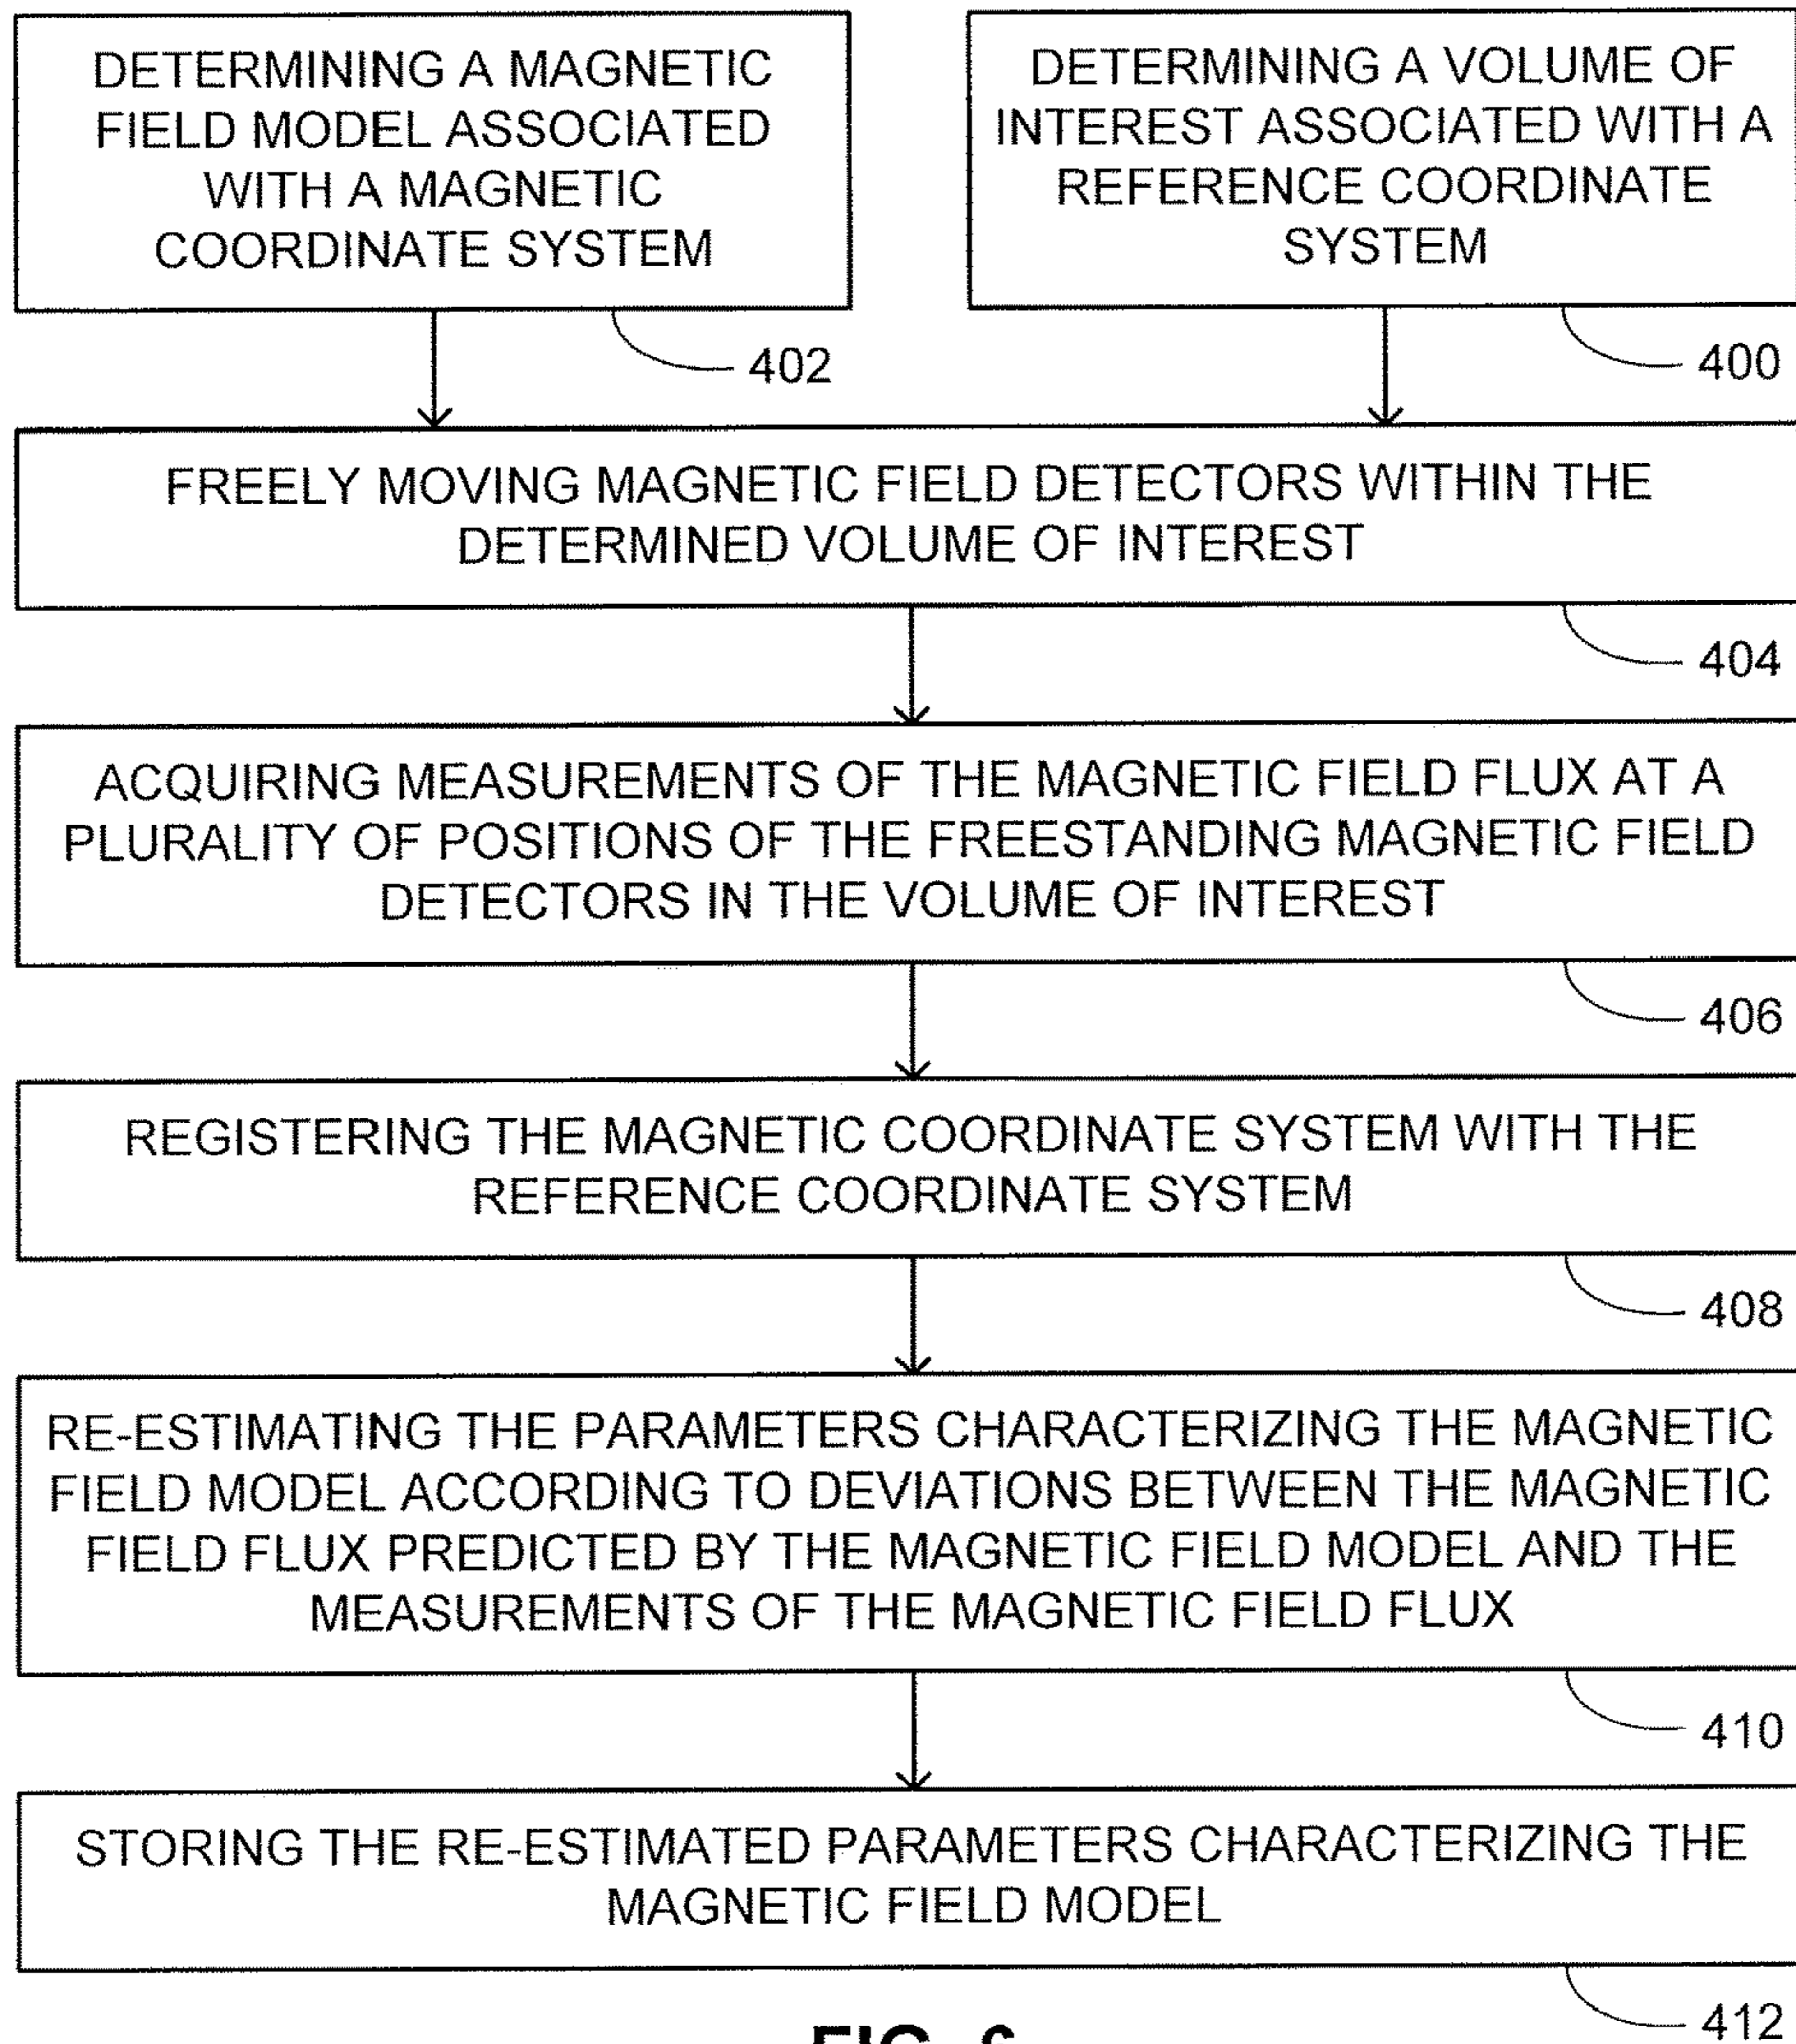 DETERMINING A MAGNETIC
FIELD MODEL ASSOCIATED
WITH A MAGNETIC
COORDINATE SYSTEM
402
DETERMINING A VOLUME OF
INTEREST ASSOCIATED WITH A
REFERENCE COORDINATE
SYSTEM
400
FREELY MOVING MAGNETIC FIELD DETECTORS WITHIN THE
DETERMINED VOLUME OF INTEREST
404
ACQUIRING MEASUREMENTS OF THE MAGNETIC FIELD FLUX AT A
PLURALITY OF POSITIONS OF THE FREESTANDING MAGNETIC FIELD
DETECTORS IN THE VOLUME OF INTEREST
406
REGISTERING THE MAGNETIC COORDINATE SYSTEM WITH THE
REFERENCE COORDINATE SYSTEM
408
RE-ESTIMATING THE PARAMETERS CHARACTERIZING THE MAGNETIC
FIELD MODEL ACCORDING TO DEVIATIONS BETWEEN THE MAGNETIC
FIELD FLUX PREDICTED BY THE MAGNETIC FIELD MODEL AND THE
MEASUREMENTS OF THE MAGNETIC FIELD FLUX
410
STORING THE RE-ESTIMATED PARAMETERS CHARACTERIZING THE
MAGNETIC FIELD MODEL
412
FIG.